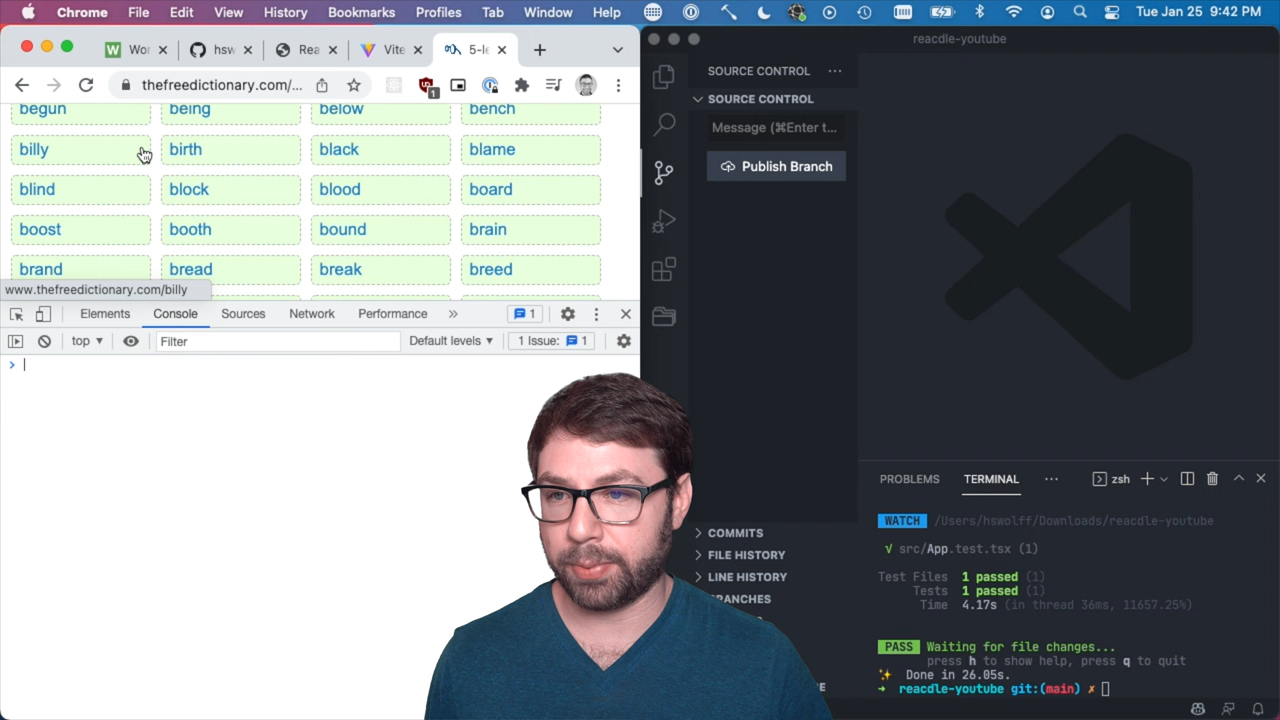 Chrome File Edit View History Bookmarks Profiles Tab Window Help Tue Jan 25 9:42 PM
Wor hsw Rea Vite 5-le
reacdle-youtube
thefreedictionary.com/...
1
begun being below bench
billy birth black blame
blind block blood board
boost booth bound brain
brand bread break breed
www.thefreedictionary.com/billy
Elements Console Sources Network Performance » 1
top ▾ Filter Default levels ▾ 1 Issue: 1
>
SOURCE CONTROL ...
SOURCE CONTROL
Message (⌘Enter t...
Publish Branch
COMMITS
FILE HISTORY
LINE HISTORY
RANCHES
E
PROBLEMS TERMINAL ... zsh
WATCH /Users/hswolff/Downloads/reacdle-youtube
√ src/App.test.tsx (1)
Test Files 1 passed (1)
Tests 1 passed (1)
Time 4.17s (in thread 36ms, 11657.25%)
PASS Waiting for file changes...
press h to show help, press q to quit
✨ Done in 26.05s.
➜ reacdle-youtube git:(main) ✗